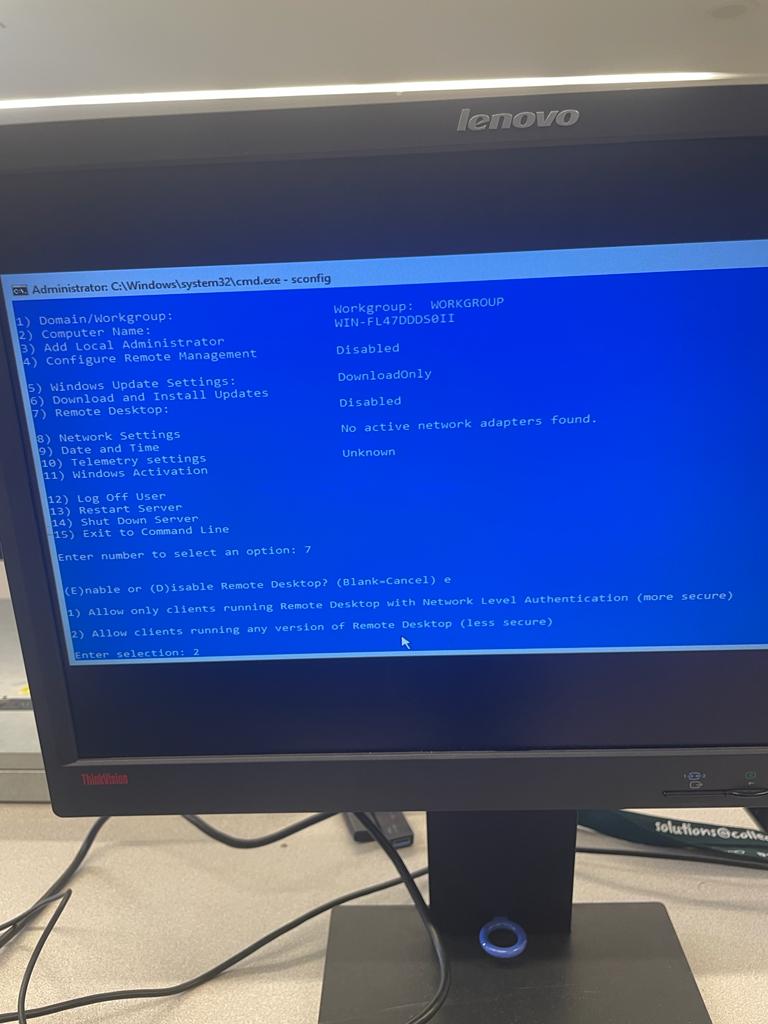 lenovo
Administrator: C:\Windows\system32\cmd.exe - sconfig
1) Domain/Workgroup: Workgroup: WORKGROUP
2) Computer Name: WIN-FL47DDDS0II
3) Add Local Administrator
4) Configure Remote Management Disabled
5) Windows Update Settings: DownloadOnly
6) Download and Install Updates
7) Remote Desktop: Disabled
8) Network Settings No active network adapters found.
9) Date and Time
10) Telemetry settings Unknown
11) Windows Activation
12) Log Off User
13) Restart Server
14) Shut Down Server
15) Exit to Command Line
Enter number to select an option: 7
(E)nable or (D)isable Remote Desktop? (Blank=Cancel) e
1) Allow only clients running Remote Desktop with Network Level Authentication (more secure)
2) Allow clients running any version of Remote Desktop (less secure)
Enter selection: 2
ThinkVision